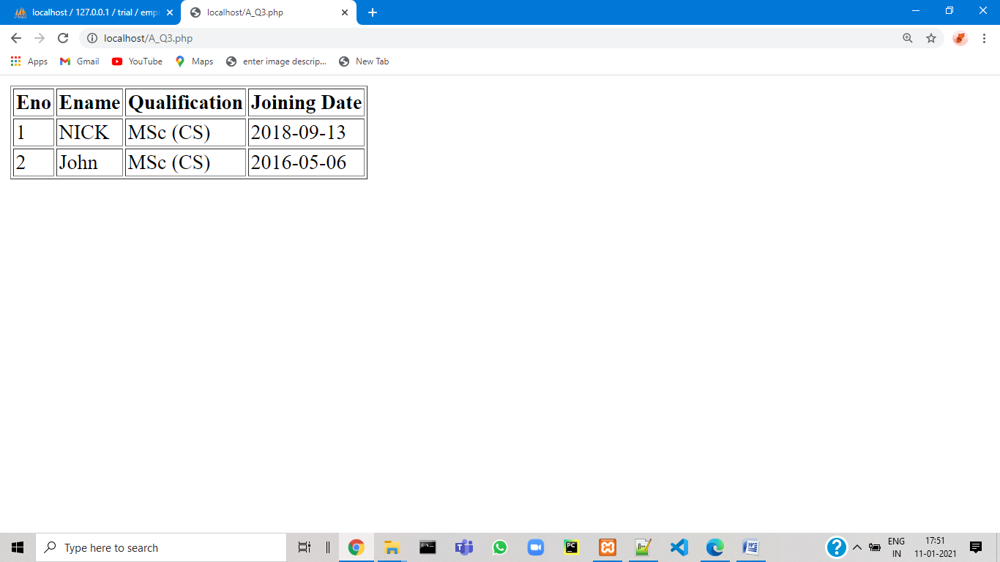 localhost / 127.0.0.1 / trial / emp
localhost/A_Q3.php
localhost/A_Q3.php
Apps Gmail YouTube Maps enter image descrip... New Tab
Eno Ename Qualification Joining Date
1 NICK MSc (CS) 2018-09-13
2 John MSc (CS) 2016-05-06
Type here to search
ENG
IN
17:51
11-01-2021